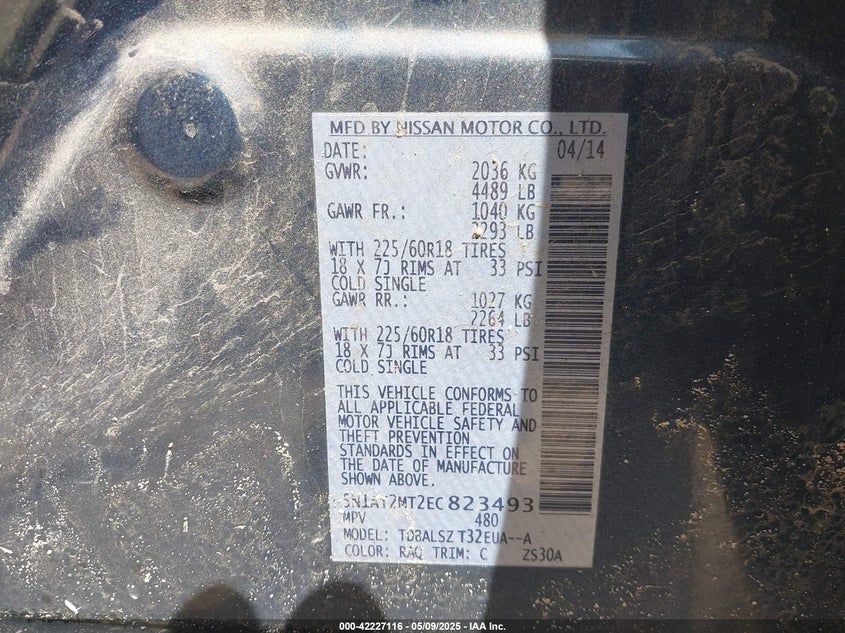 MFD BY NISSAN MOTOR CO., LTD.
DATE: 04/14
GVWR: 2036 KG
4489 LB
GAWR FR.: 1040 KG
2293 LB
WITH 225/60R18 TIRES
18 X 7J RIMS AT 33 PSI
COLD SINGLE
GAWR RR.: 1027 KG
2264 LB
WITH 225/60R18 TIRES
18 X 7J RIMS AT 33 PSI
COLD SINGLE
THIS VEHICLE CONFORMS TO
ALL APPLICABLE FEDERAL
MOTOR VEHICLE SAFETY AND
THEFT PREVENTION
STANDARDS IN EFFECT ON
THE DATE OF MANUFACTURE
SHOWN ABOVE.
5N1AT2MT2EC823493
MPV 480
MODEL: TDBALSZ T32EUA--A
COLOR: RAQ TRIM: C ZS30A
000-42227116 - 05/09/2025 - IAA Inc.